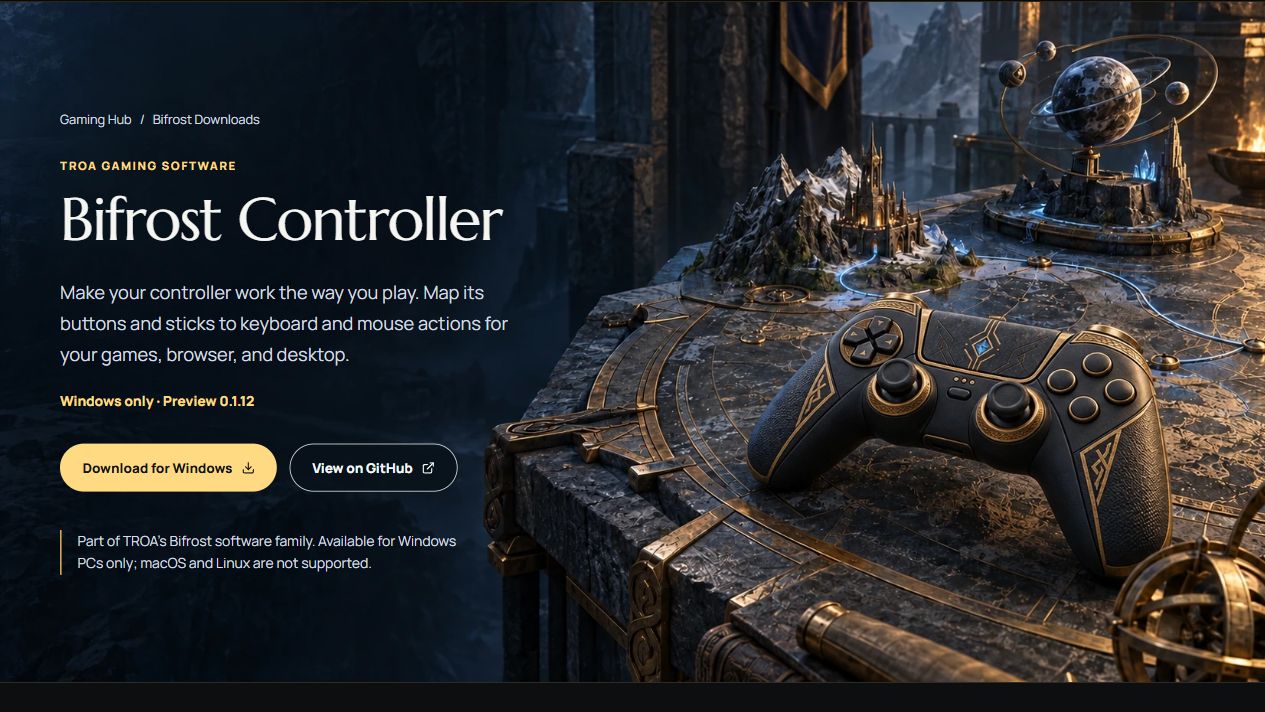 Gaming Hub / Bifrost Downloads
TROA GAMING SOFTWARE
Bifrost Controller
Make your controller work the way you play. Map its
buttons and sticks to keyboard and mouse actions for
your games, browser, and desktop.
Windows only · Preview 0.1.12
Download for Windows
View on GitHub
Part of TROA's Bifrost software family. Available for Windows
PCs only; macOS and Linux are not supported.